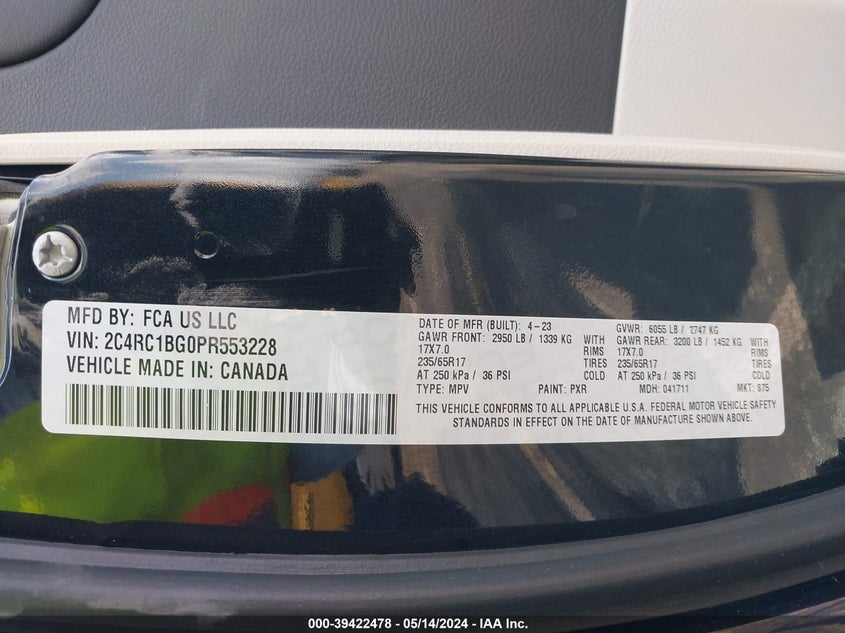 MFD BY: FCA US LLC
VIN: 2C4RC1BG0PR553228
VEHICLE MADE IN: CANADA
DATE OF MFR (BUILT): 4-23 GVWR: 6055 LB / 2747 KG
GAWR FRONT: 2950 LB / 1339 KG WITH GAWR REAR: 3200 LB / 1452 KG WITH
17X7.0 RIMS 17X7.0 RIMS
235/65R17 TIRES 235/65R17 TIRES
AT 250 kPa / 36 PSI COLD AT 250 kPa / 36 PSI COLD
TYPE: MPV PAINT: PXR MDH: 041711 MKT: 875
THIS VEHICLE CONFORMS TO ALL APPLICABLE U.S.A. FEDERAL MOTOR VEHICLE SAFETY
STANDARDS IN EFFECT ON THE DATE OF MANUFACTURE SHOWN ABOVE.
000-39422478 - 05/14/2024 - IAA Inc.